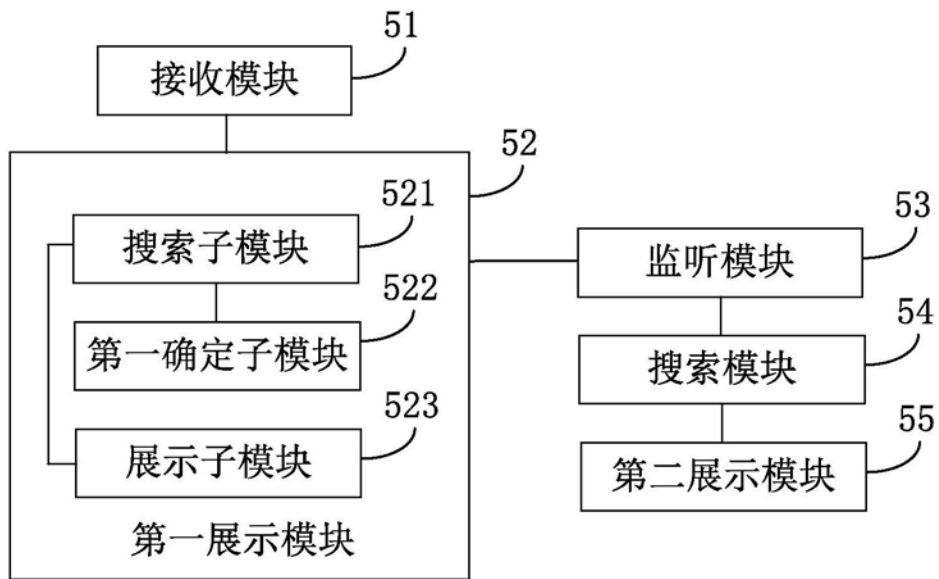 51
接收模块
52
521
搜索子模块
522
第一确定子模块
523
展示子模块
第一展示模块
53
监听模块
54
搜索模块
55
第二展示模块